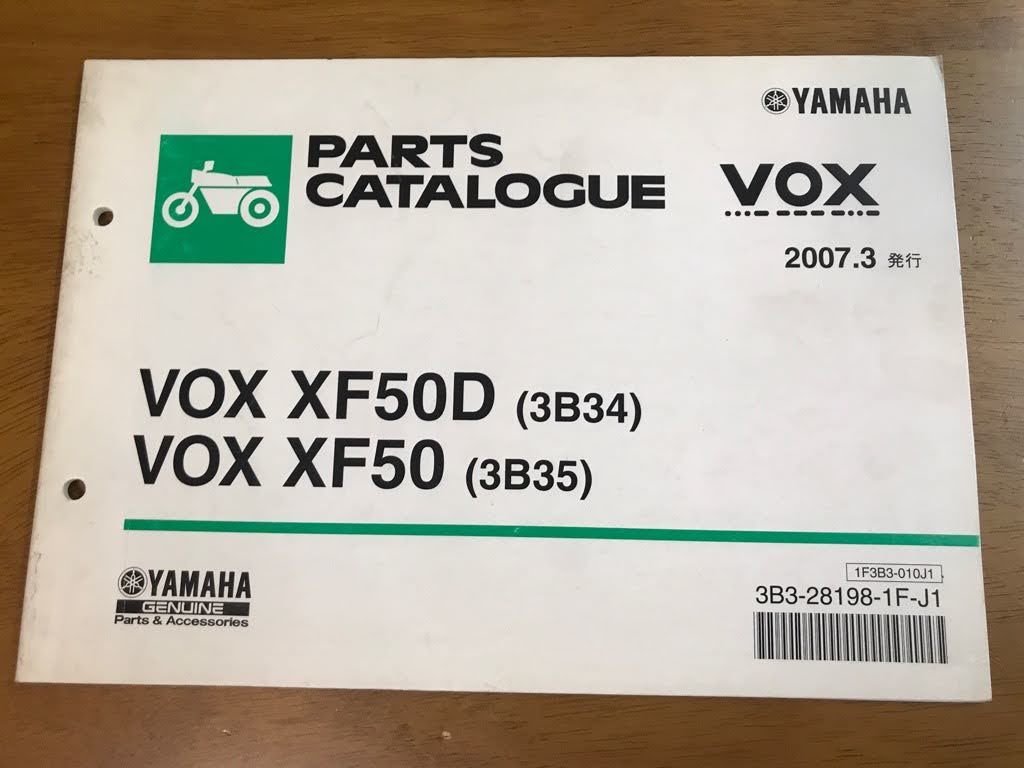 YAMAHA
PARTS
CATALOGUE
VOX
2007.3 発行
VOX XF50D (3B34)
VOX XF50 (3B35)
YAMAHA
GENUINE
Parts & Accessories
1F3B3-010J1
3B3-28198-1F-J1